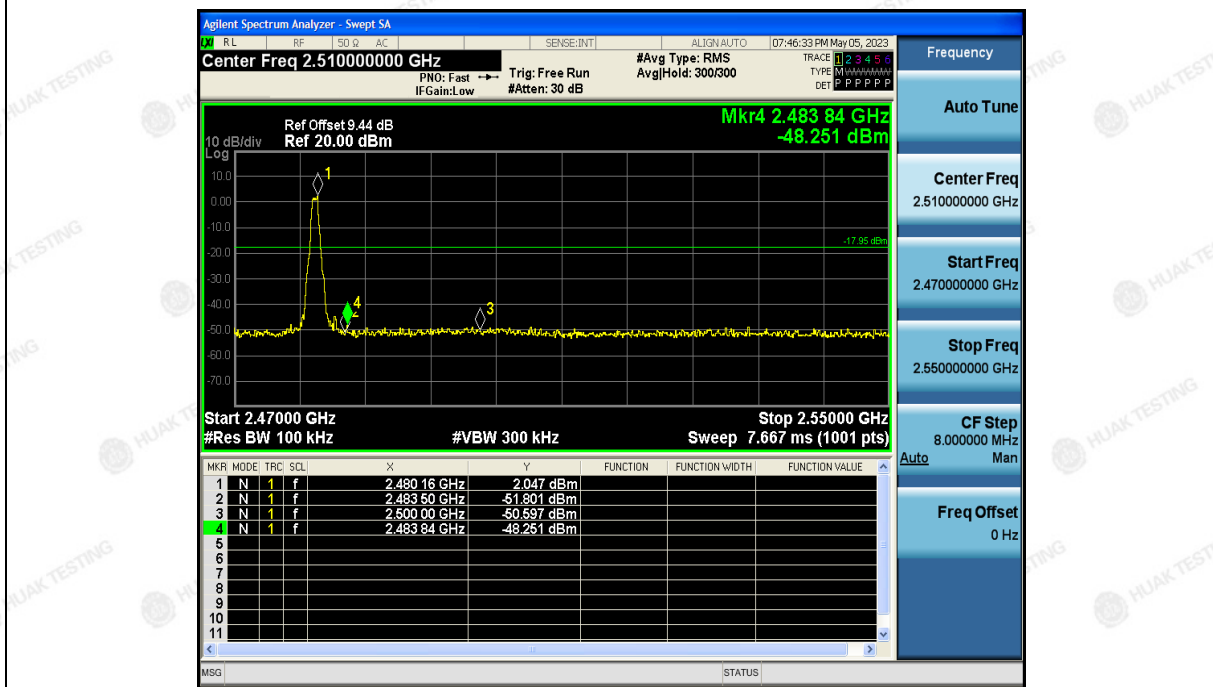 Agilent Spectrum Analyzer - Swept SA
LXI RL RF 50 Ω AC SENSE:INT ALIGN AUTO 07:46:33 PM May 05, 2023
Center Freq 2.510000000 GHz
PNO: Fast
IFGain:Low
Trig: Free Run
#Atten: 30 dB
#Avg Type: RMS
Avg|Hold: 300/300
TRACE 1 2 3 4 5 6
TYPE M
DET P P P P P P
Frequency
Auto Tune
Center Freq
2.510000000 GHz
Start Freq
2.470000000 GHz
Stop Freq
2.550000000 GHz
CF Step
8.000000 MHz
Auto Man
Freq Offset
0 Hz
Mkr4 2.483 84 GHz
-48.251 dBm
Ref Offset 9.44 dB
10 dB/div Ref 20.00 dBm
Log
10.0
0.00
-10.0
-20.0
-30.0
-40.0
-50.0
-60.0
-70.0
1
-17.95 dBm
4
2
3
Start 2.47000 GHz Stop 2.55000 GHz
#Res BW 100 kHz #VBW 300 kHz Sweep 7.667 ms (1001 pts)
MKR MODE TRC SCL X Y FUNCTION FUNCTION WIDTH FUNCTION VALUE
1 N 1 f 2.480 16 GHz 2.047 dBm
2 N 1 f 2.483 50 GHz -51.801 dBm
3 N 1 f 2.500 00 GHz -50.597 dBm
4 N 1 f 2.483 84 GHz -48.251 dBm
5
6
7
8
9
10
11
MSG STATUS
HUAK TESTING